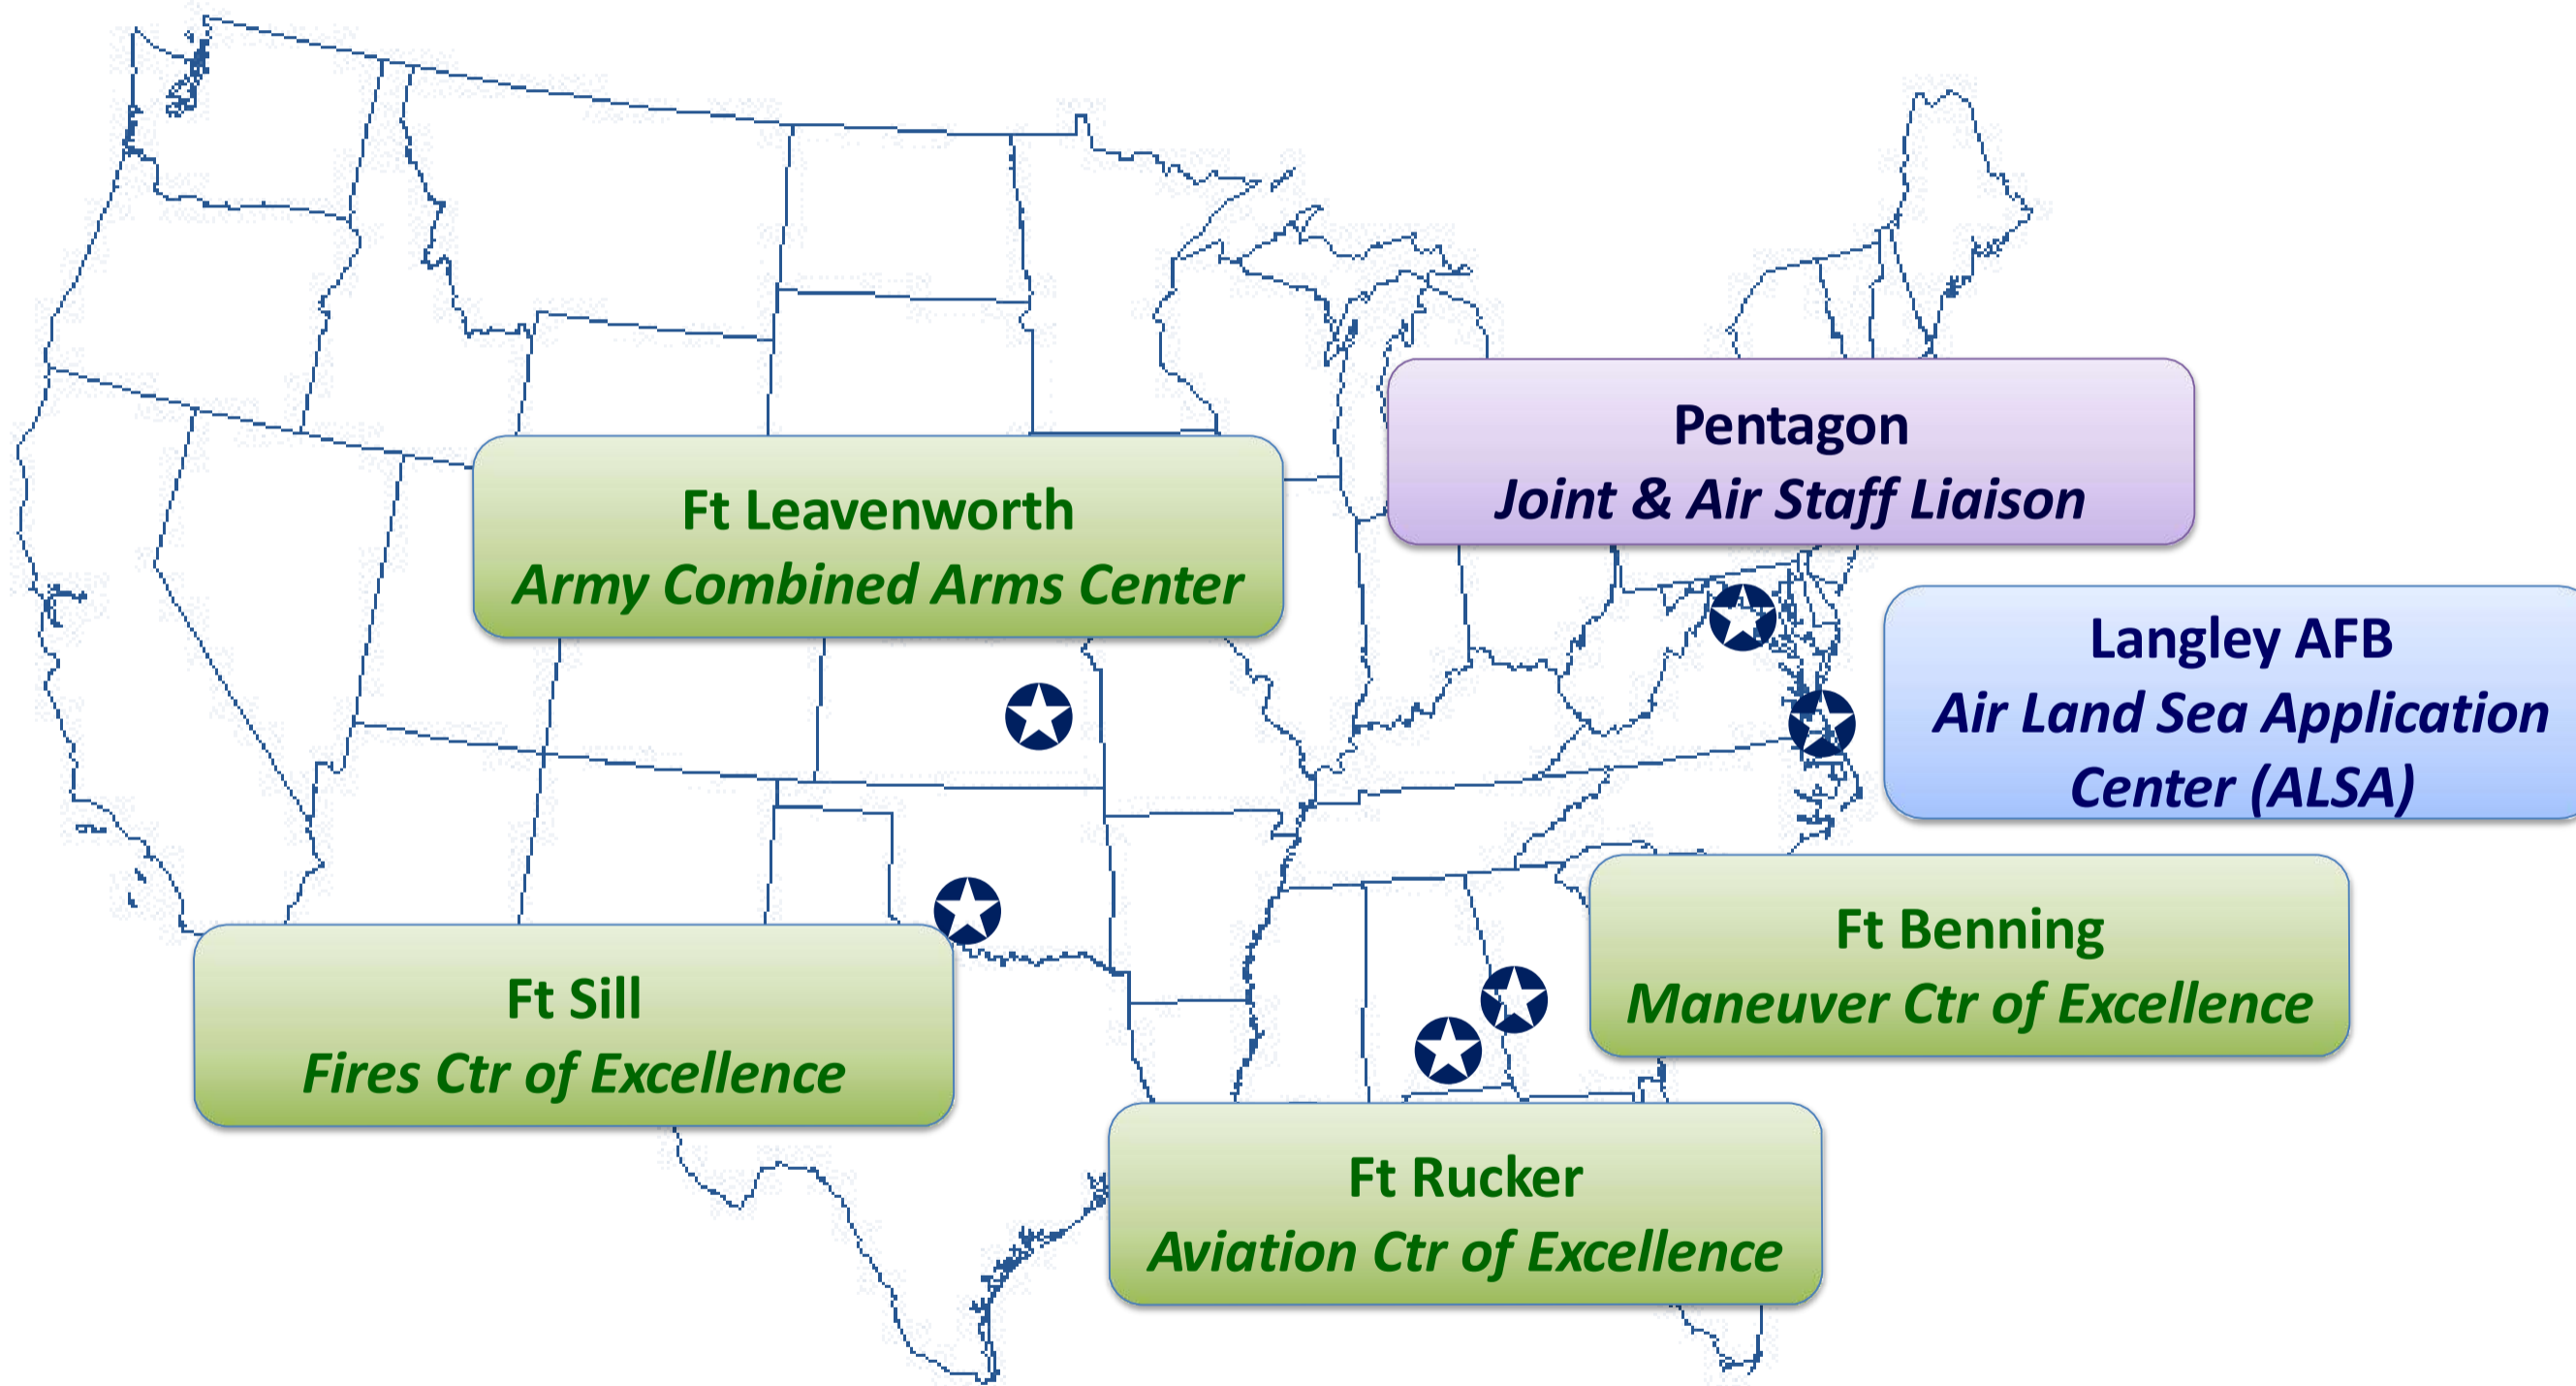 Pentagon
Joint & Air Staff Liaison
Ft Leavenworth
Army Combined Arms Center
Langley AFB
Air Land Sea Application
Center (ALSA)
Ft Benning
Maneuver Ctr of Excellence
Ft Sill
Fires Ctr of Excellence
Ft Rucker
Aviation Ctr of Excellence